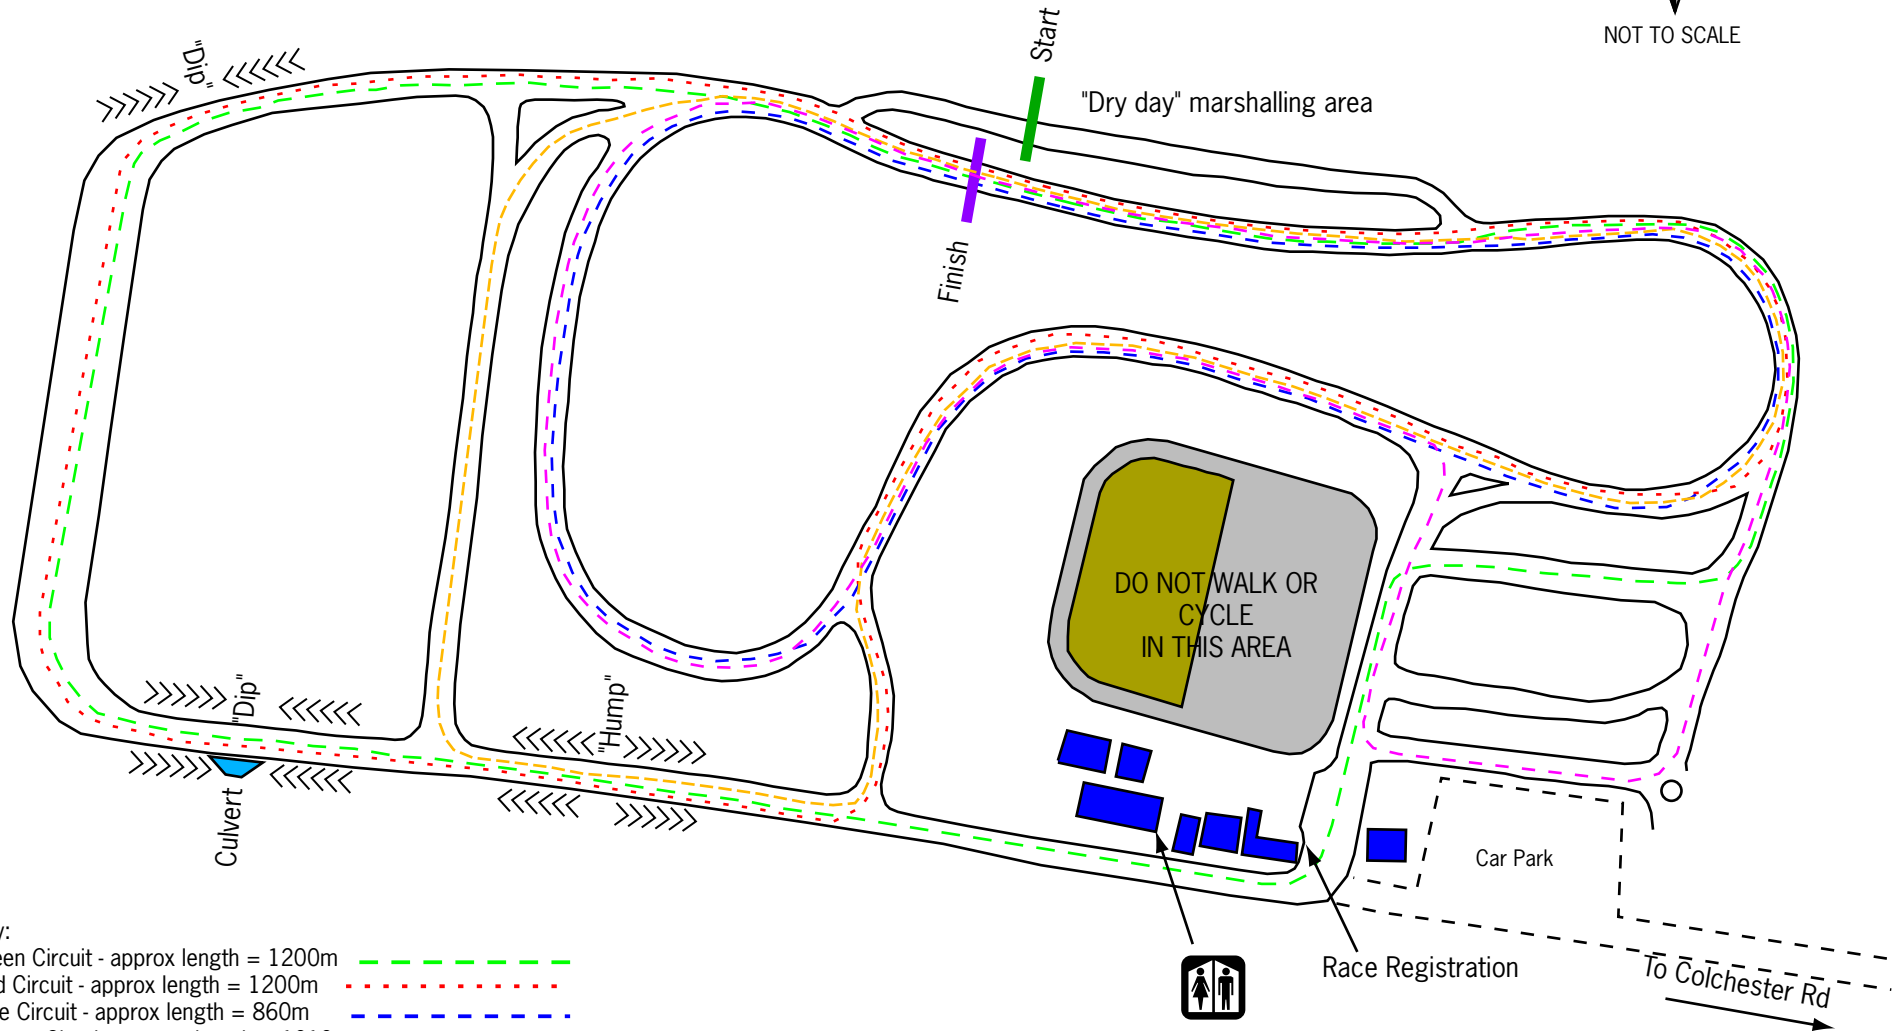 NOT TO SCALE
"Dip"
Start
"Dry day" marshalling area
Finish
DO NOT WALK OR
CYCLE
IN THIS AREA
"Dip"
"Hump"
Culvert
Car Park
Race Registration
To Colchester Rd
y:
een Circuit - approx length = 1200m
d Circuit - approx length = 1200m
e Circuit - approx length = 860m